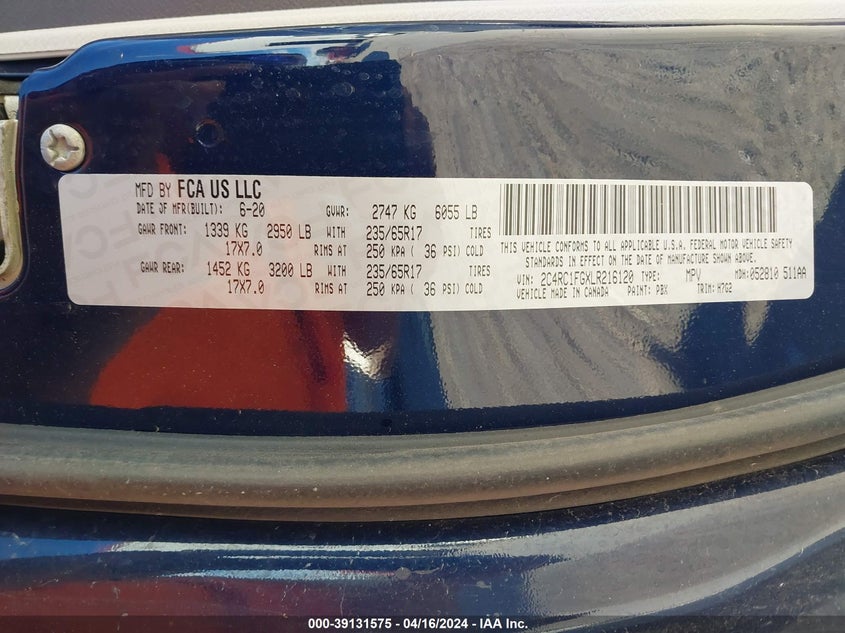 MFD BY FCA US LLC
DATE OF MFR(BUILT): 6-20 GVWR: 2747 KG 6055 LB
GAWR FRONT: 1339 KG 2950 LB WITH 235/65R17 TIRES
17X7.0 RIMS AT 250 KPA ( 36 PSI) COLD
GAWR REAR: 1452 KG 3200 LB WITH 235/65R17 TIRES
17X7.0 RIMS AT 250 KPA ( 36 PSI) COLD
THIS VEHICLE CONFORMS TO ALL APPLICABLE U.S.A. FEDERAL MOTOR VEHICLE SAFETY
STANDARDS IN EFFECT ON THE DATE OF MANUFACTURE SHOWN ABOVE.
VIN: 2C4RC1FGXLR216120 TYPE: MPV MDH: 052810 511AA
VEHICLE MADE IN CANADA PAINT: PBX TRIM: H7G2
000-39131575 - 04/16/2024 - IAA Inc.